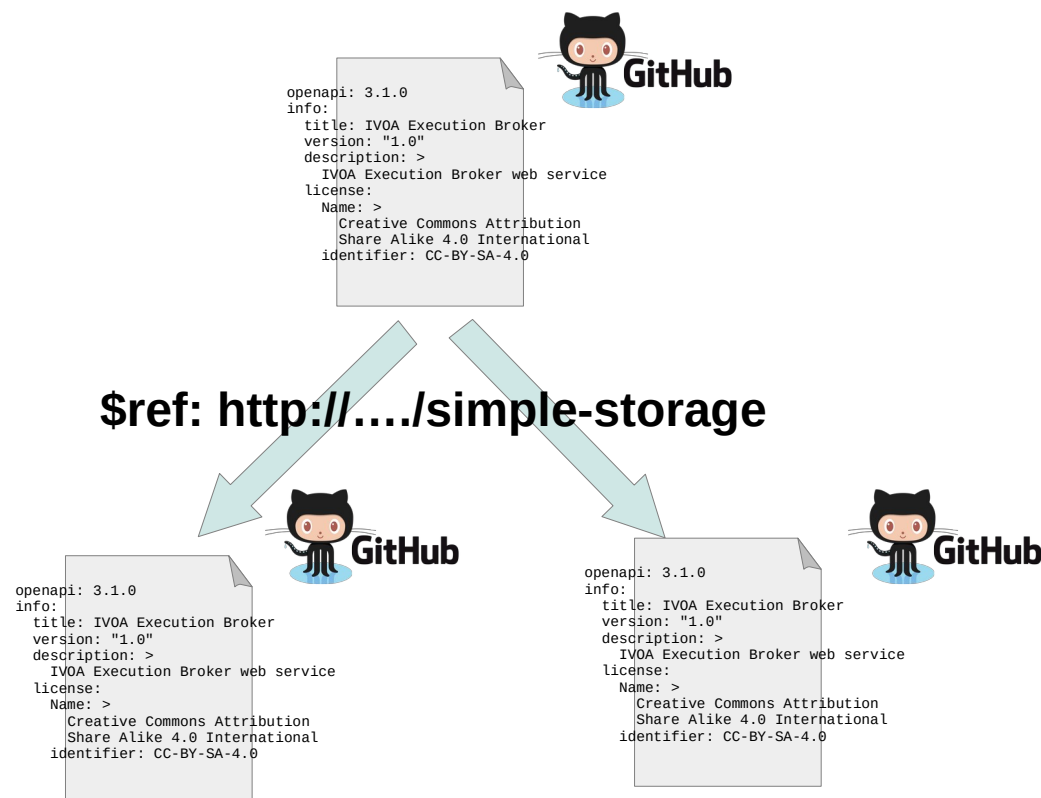 GitHub
openapi: 3.1.0
info:
  title: IVOA Execution Broker
  version: "1.0"
  description: >
    IVOA Execution Broker web service
  license:
    Name: >
      Creative Commons Attribution
      Share Alike 4.0 International
    identifier: CC-BY-SA-4.0
$ref: http://…./simple-storage
GitHub
openapi: 3.1.0
info:
  title: IVOA Execution Broker
  version: "1.0"
  description: >
    IVOA Execution Broker web service
  license:
    Name: >
      Creative Commons Attribution
      Share Alike 4.0 International
    identifier: CC-BY-SA-4.0
GitHub
openapi: 3.1.0
info:
  title: IVOA Execution Broker
  version: "1.0"
  description: >
    IVOA Execution Broker web service
  license:
    Name: >
      Creative Commons Attribution
      Share Alike 4.0 International
    identifier: CC-BY-SA-4.0